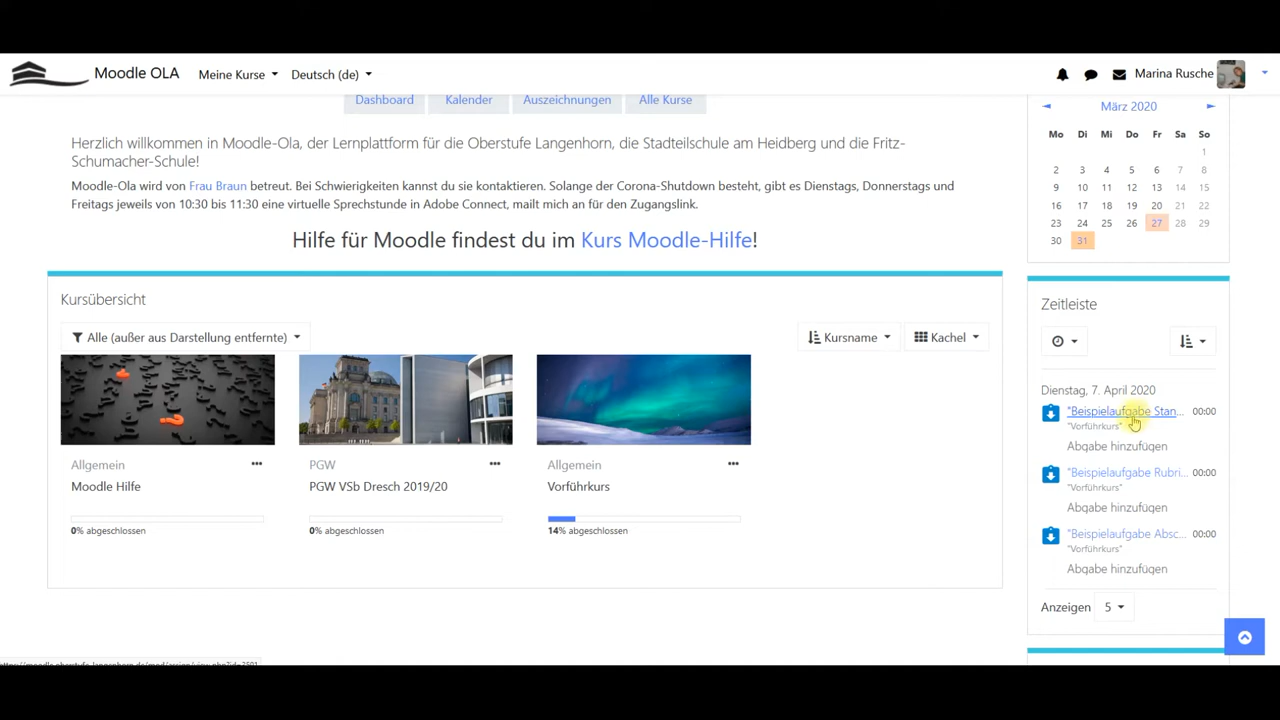 Moodle OLA
Meine Kurse
Deutsch (de)
Marina Rusche
Dashboard
Kalender
Auszeichnungen
Alle Kurse
Herzlich willkommen in Moodle-Ola, der Lernplattform für die Oberstufe Langenhorn, die Stadteilschule am Heidberg und die Fritz-
Schumacher-Schule!
Moodle-Ola wird von Frau Braun betreut. Bei Schwierigkeiten kannst du sie kontaktieren. Solange der Corona-Shutdown besteht, gibt es Dienstags, Donnerstags und
Freitags jeweils von 10:30 bis 11:30 eine virtuelle Sprechstunde in Adobe Connect, mailt mich an für den Zugangslink.
Hilfe für Moodle findest du im Kurs Moodle-Hilfe!
Kursübersicht
Alle (außer aus Darstellung entfernte)
Kursname
Kachel
Allgemein
Moodle Hilfe
0% abgeschlossen
PGW
PGW VSb Dresch 2019/20
0% abgeschlossen
Allgemein
Vorführkurs
14% abgeschlossen
März 2020
Mo Di Mi Do Fr Sa So
1
2 3 4 5 6 7 8
9 10 11 12 13 14 15
16 17 18 19 20 21 22
23 24 25 26 27 28 29
30 31
Zeitleiste
Dienstag, 7. April 2020
"Beispielaufgabe Stan... 00:00
"Vorführkurs"
Abgabe hinzufügen
"Beispielaufgabe Rubri... 00:00
"Vorführkurs"
Abgabe hinzufügen
"Beispielaufgabe Absc... 00:00
"Vorführkurs"
Abgabe hinzufügen
Anzeigen 5